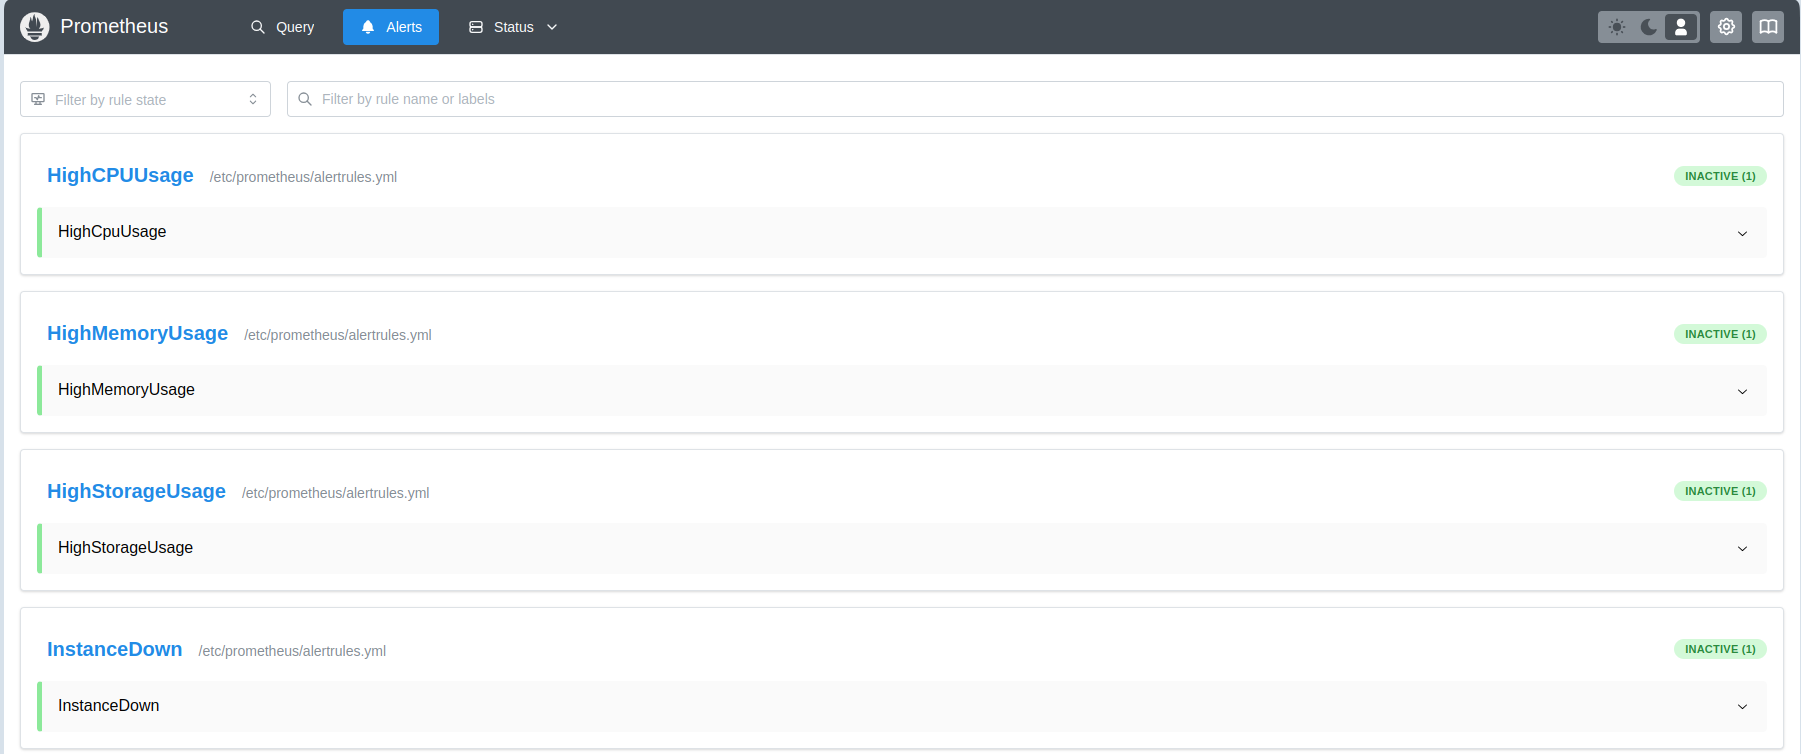 Prometheus Query Alerts Status
Filter by rule state Filter by rule name or labels
HighCPUUsage /etc/prometheus/alertrules.yml INACTIVE (1)
HighCpuUsage
HighMemoryUsage /etc/prometheus/alertrules.yml INACTIVE (1)
HighMemoryUsage
HighStorageUsage /etc/prometheus/alertrules.yml INACTIVE (1)
HighStorageUsage
InstanceDown /etc/prometheus/alertrules.yml INACTIVE (1)
InstanceDown